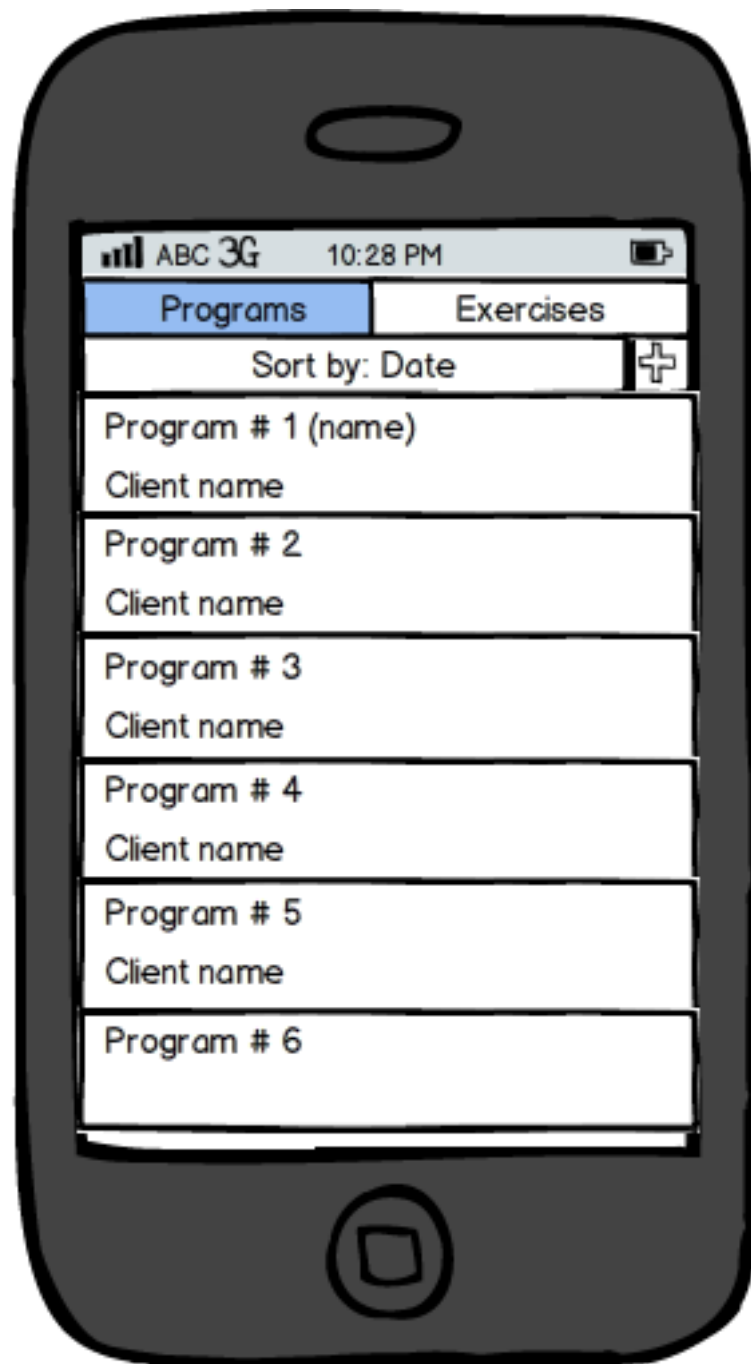 ABC 3G 10:28 PM
Programs Exercises
Sort by: Date
Program # 1 (name)
Client name
Program # 2
Client name
Program # 3
Client name
Program # 4
Client name
Program # 5
Client name
Program # 6